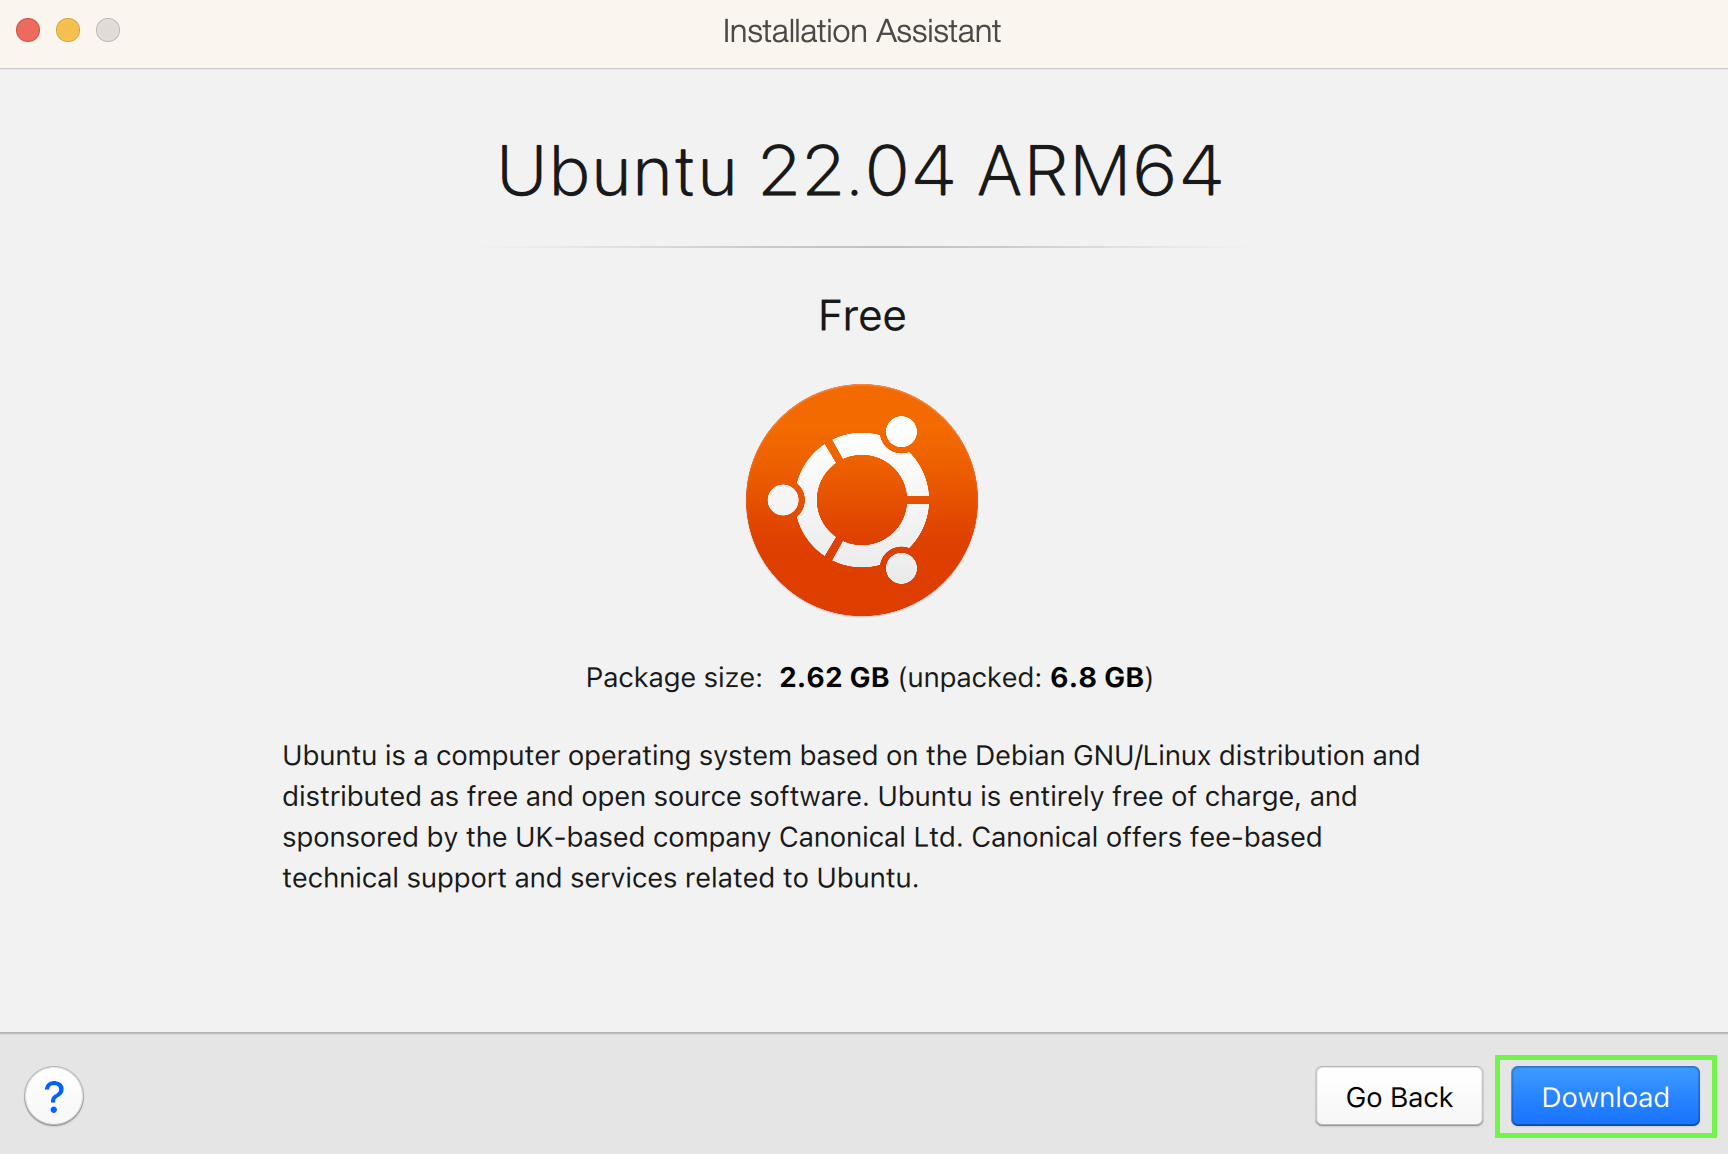 Installation Assistant
Ubuntu 22.04 ARM64
Free
Package size: 2.62 GB (unpacked: 6.8 GB)
Ubuntu is a computer operating system based on the Debian GNU/Linux distribution and
distributed as free and open source software. Ubuntu is entirely free of charge, and
sponsored by the UK-based company Canonical Ltd. Canonical offers fee-based
technical support and services related to Ubuntu.
?
Go Back
Download